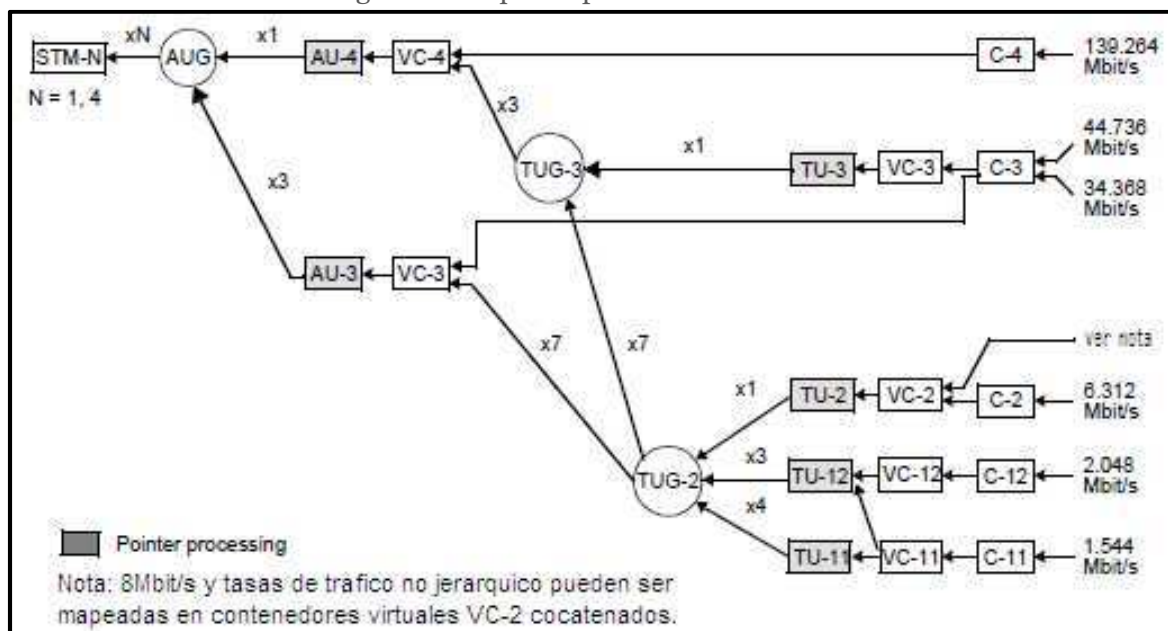 xN
x1
STM-N
AUG
AU-4
VC-4
C-4
139.264
Mbit/s
N = 1, 4
x3
44.736
Mbit/s
x1
TUG-3
TU-3
VC-3
C-3
x3
34.368
Mbit/s
AU-3
VC-3
x7
x7
ver nota
x1
TU-2
VC-2
C-2
6.312
Mbit/s
x3
TUG-2
TU-12
VC-12
C-12
2.048
Mbit/s
x4
TU-11
VC-11
C-11
1.544
Mbit/s
Pointer processing
Nota: 8Mbit/s y tasas de trafico no jerarquico pueden ser
mapeadas en contenedores virtuales VC-2 cocatenados.